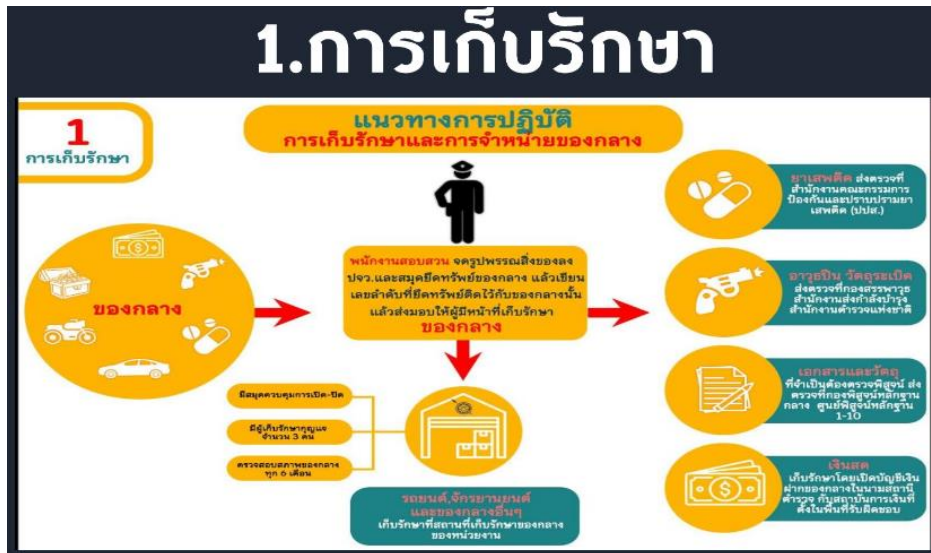 1.การเก็บรักษา
1
การเก็บรักษา
แนวทางการปฏิบัติ
การเก็บรักษาและการจำหน่ายของกลาง
ของกลาง
พนักงานสอบสวน จดรูปพรรณสิ่งของลง
ปจว.และสมุดยึดทรัพย์ของกลาง แล้วเขียน
เลขลำดับที่ยึดทรัพย์ติดไว้กับของกลางนั้น
แล้วส่งมอบให้ผู้มีหน้าที่เก็บรักษา
ของกลาง
มีสมุดควบคุมการเปิด-ปิด
มีผู้เก็บรักษากุญแจ
จำนวน 3 คน
ตรวจสอบสภาพของกลาง
ทุก 6 เดือน
รถยนต์,จักรยานยนต์
และของกลางอื่นๆ
เก็บรักษาที่สถานที่เก็บรักษาของกลาง
ของหน่วยงาน
ยาเสพติด ส่งตรวจที่
สำนักงานคณะกรรมการ
ป้องกันและปราบปรามยา
เสพติด (ปปส.)
อาวุธปืน วัตถุระเบิด
ส่งตรวจที่กองสรรพาวุธ
สำนักงานส่งกำลังบำรุง
สำนักงานตำรวจแห่งชาติ
เอกสารและวัตถุ
ที่จำเป็นต้องตรวจพิสูจน์ ส่ง
ตรวจที่กองพิสูจน์หลักฐาน
กลาง ศูนย์พิสูจน์หลักฐาน
1-10
เงินสด
เก็บรักษาโดยเปิดบัญชีเงิน
ฝากของกลางในนามสถานี
ตำรวจ กับสถาบันการเงินที่
ตั้งในพื้นที่รับผิดชอบ